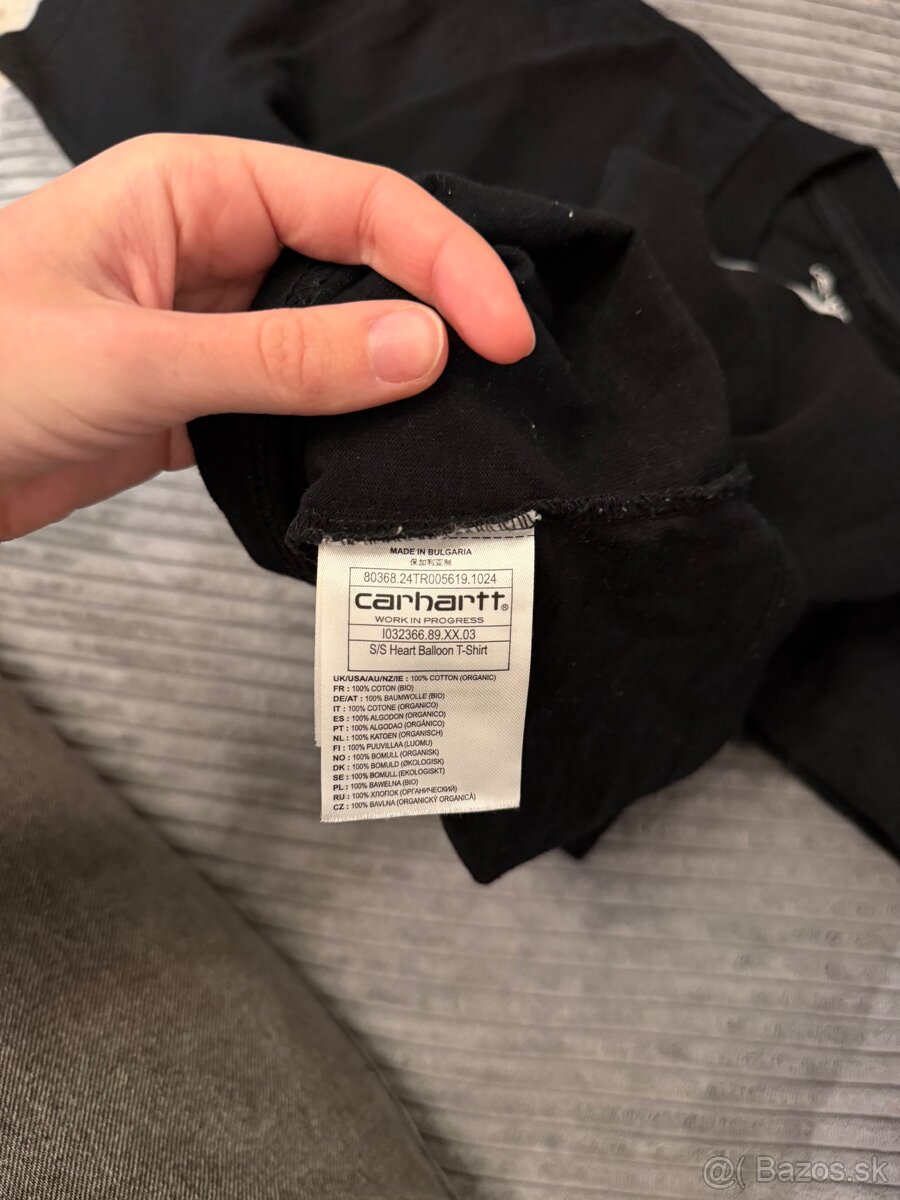 MADE IN BULGARIA
保加利亚制
80368.24TR005619.1024
carhartt®
WORK IN PROGRESS
I032366.89.XX.03
S/S Heart Balloon T-Shirt
UK/USA/AU/NZ/IE : 100% COTTON (ORGANIC)
FR : 100% COTON (BIO)
DE/AT : 100% BAUMWOLLE (BIO)
IT : 100% COTONE (ORGANICO)
ES : 100% ALGODON (ORGANICO)
PT : 100% ALGODAO (ORGÂNICO)
NL : 100% KATOEN (ORGANISCH)
FI : 100% PUUVILLAA (LUOMU)
NO : 100% BOMULL (ORGANISK)
DK : 100% BOMULD (ØKOLOGISK)
SE : 100% BOMULL (EKOLOGISKT)
PL : 100% BAWELNA (BIO)
RU : 100% ХЛОПОК (ОРГАНИЧЕСКИЙ)
CZ : 100% BAVLNA (ORGANICKÝ ORGANICÁ)
@( Bazos.sk